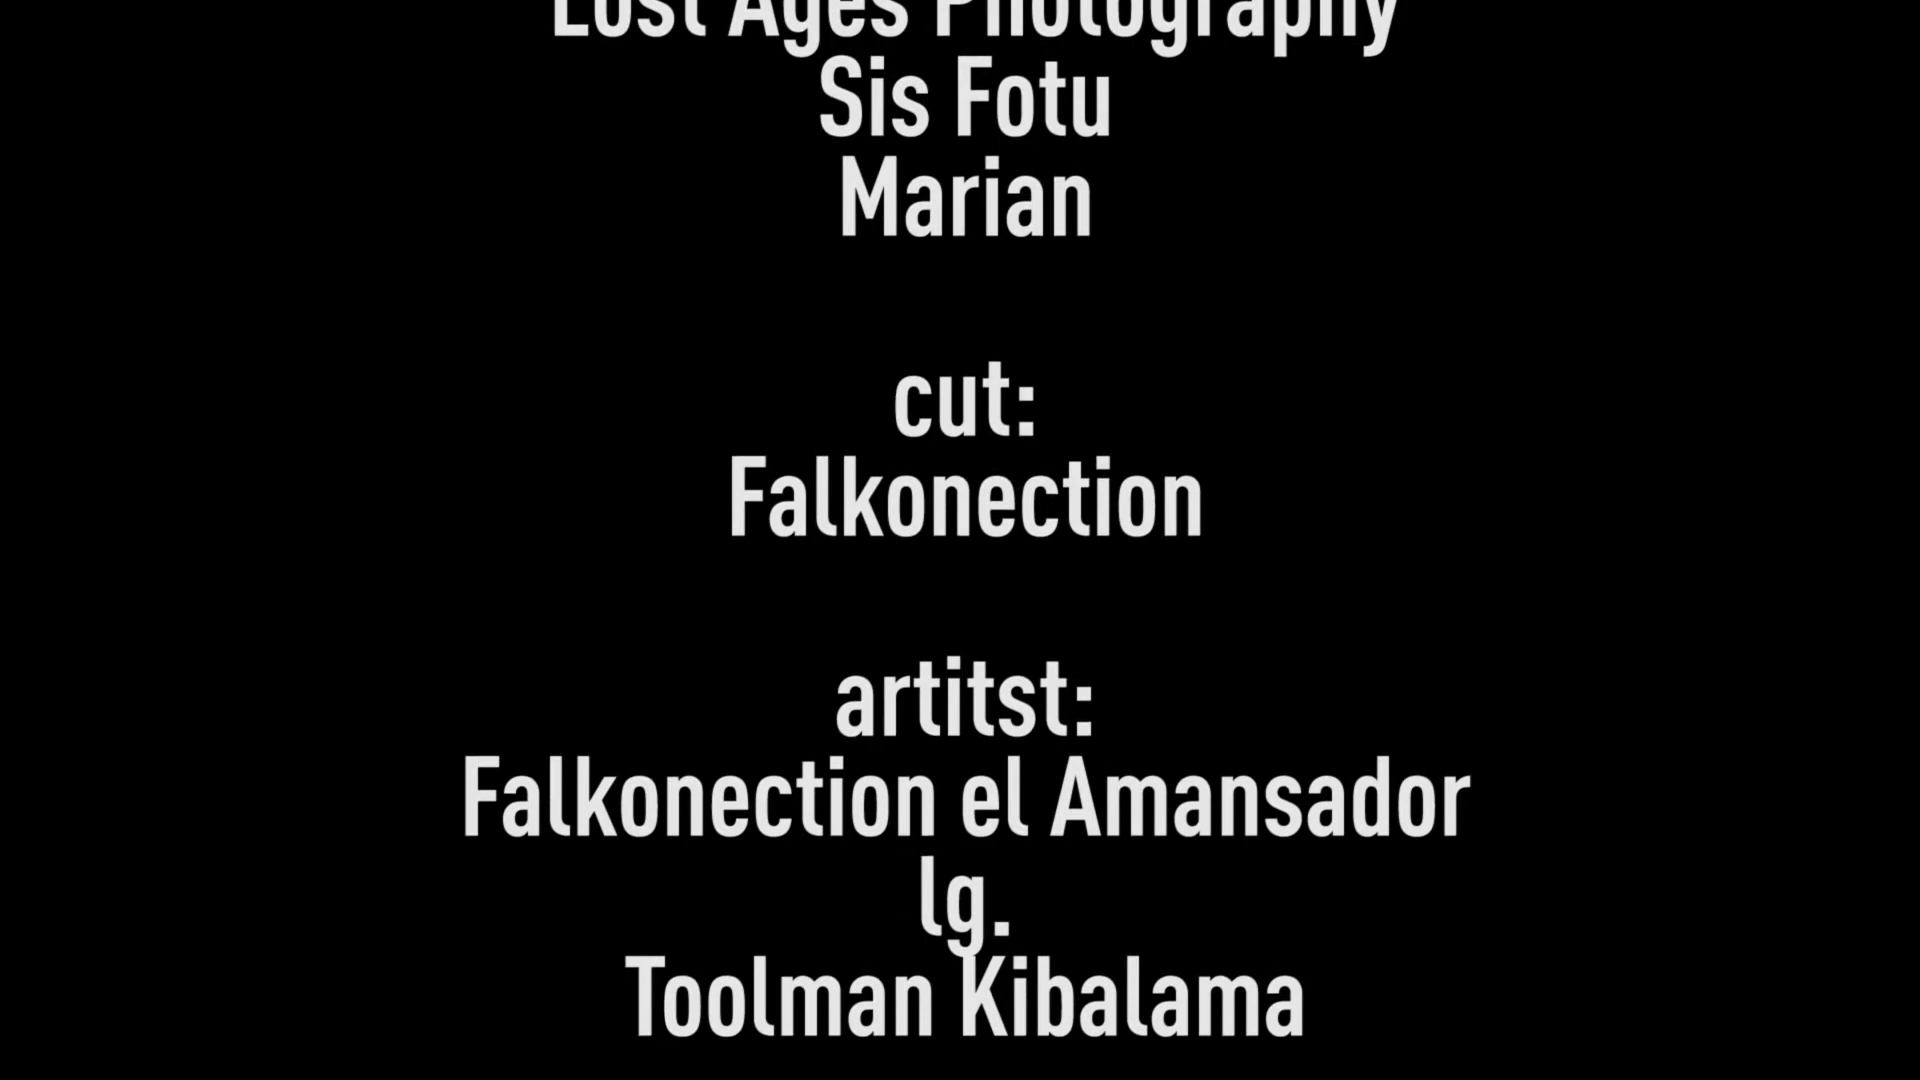 Lost Ages Photography
Sis Fotu
Marian
cut:
Falkonection
artitst:
Falkonection el Amansador
lg.
Toolman Kibalama